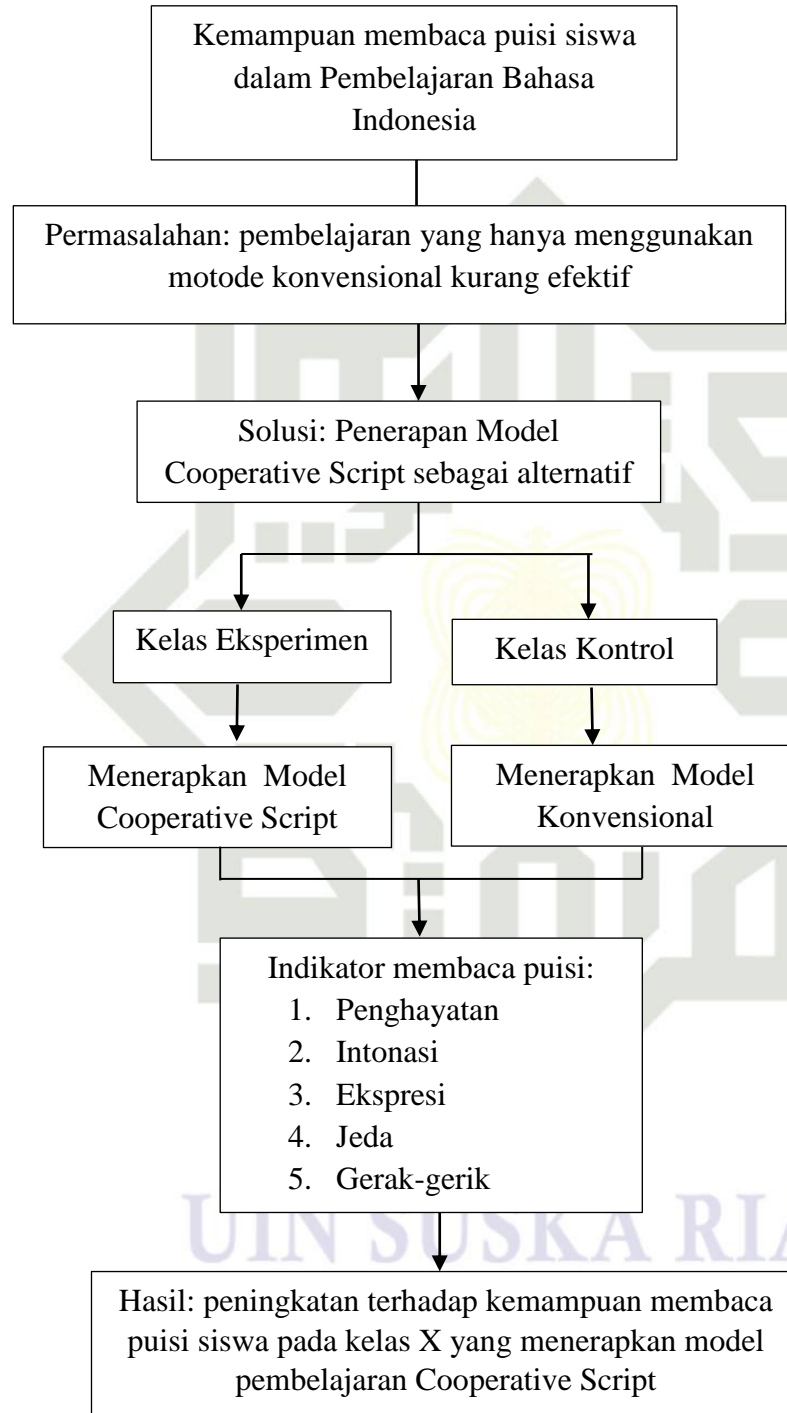 Kemampuan membaca puisi siswa
dalam Pembelajaran Bahasa
Indonesia
Permasalahan: pembelajaran yang hanya menggunakan
motode konvensional kurang efektif
Solusi: Penerapan Model
Cooperative Script sebagai alternatif
Kelas Eksperimen
Kelas Kontrol
Menerapkan Model
Cooperative Script
Menerapkan Model
Konvensional
Indikator membaca puisi:
1. Penghayatan
2. Intonasi
3. Ekspresi
4. Jeda
5. Gerak-gerik
UIN SUSKA RIA
Hasil: peningkatan terhadap kemampuan membaca
puisi siswa pada kelas X yang menerapkan model
pembelajaran Cooperative Script